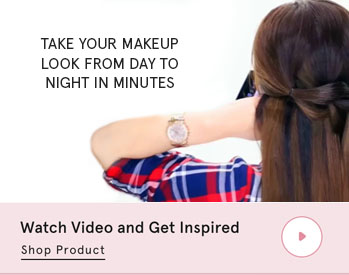 TAKE YOUR MAKEUP
LOOK FROM DAY TO
NIGHT IN MINUTES
Watch Video and Get Inspired
Shop Product